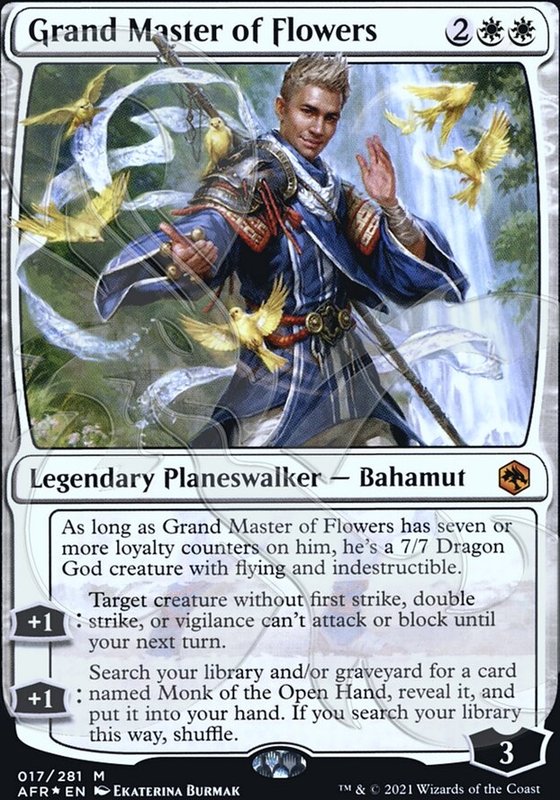 Grand Master of Flowers 2
Legendary Planeswalker — Bahamut
As long as Grand Master of Flowers has seven or
more loyalty counters on him, he's a 7/7 Dragon
God creature with flying and indestructible.
+1: Target creature without first strike, double
strike, or vigilance can't attack or block until
your next turn.
+1: Search your library and/or graveyard for a card
named Monk of the Open Hand, reveal it, and
put it into your hand. If you search your library
this way, shuffle.
3
017/281 M
AFR★EN Ekaterina Burmak ™ & © 2021 Wizards of the Coast